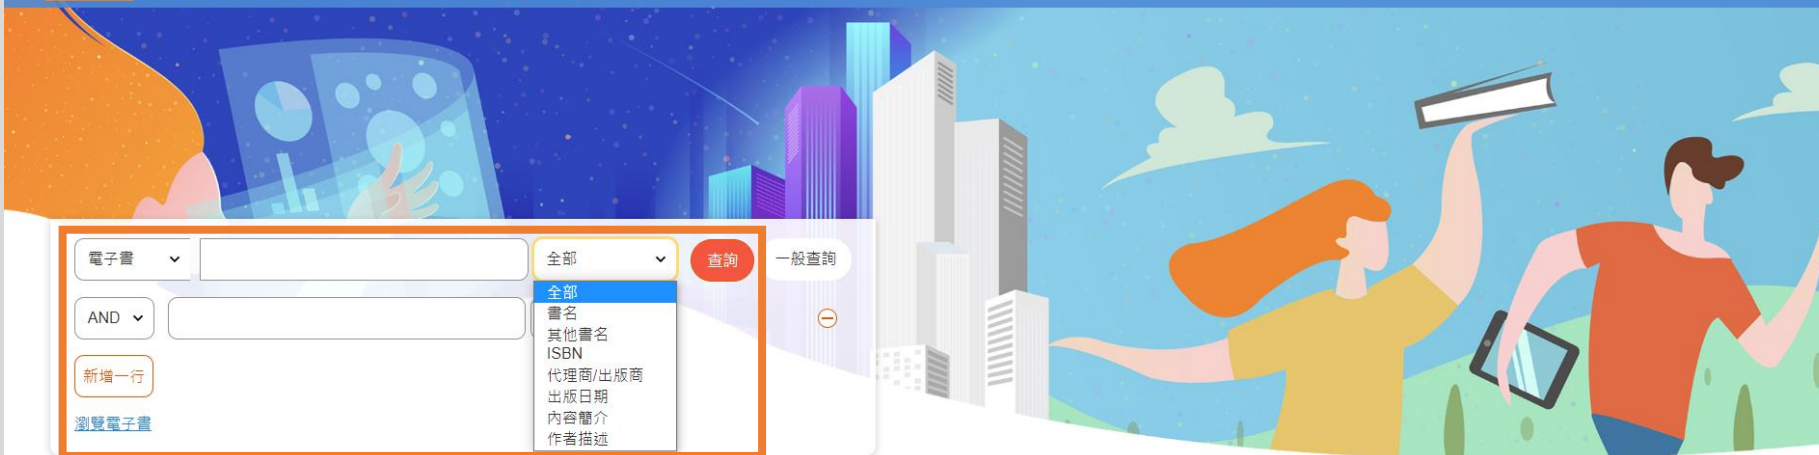 電子書
全部
查詢
一般查詢
全部
書名
其他書名
ISBN
代理商/出版商
出版日期
內容簡介
作者描述
AND
新增一行
瀏覽電子書